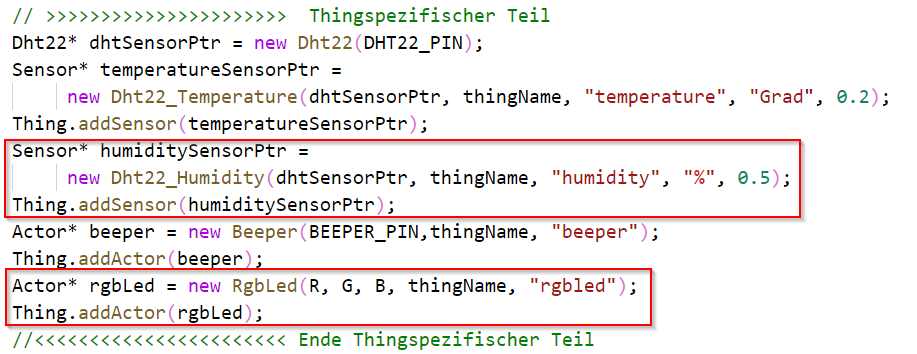 // >>>>>>>>>>>>>>>>>>>>>>  Thingspezifischer Teil
Dht22* dhtSensorPtr = new Dht22(DHT22_PIN);
Sensor* temperatureSensorPtr =
    new Dht22_Temperature(dhtSensorPtr, thingName, "temperature", "Grad", 0.2);
Thing.addSensor(temperatureSensorPtr);
Sensor* humiditySensorPtr =
    new Dht22_Humidity(dhtSensorPtr, thingName, "humidity", "%", 0.5);
Thing.addSensor(humiditySensorPtr);
Actor* beeper = new Beeper(BEEPER_PIN,thingName, "beeper");
Thing.addActor(beeper);
Actor* rgbLed = new RgbLed(R, G, B, thingName, "rgbled");
Thing.addActor(rgbLed);
//<<<<<<<<<<<<<<<<<<<<<<< Ende Thingspezifischer Teil